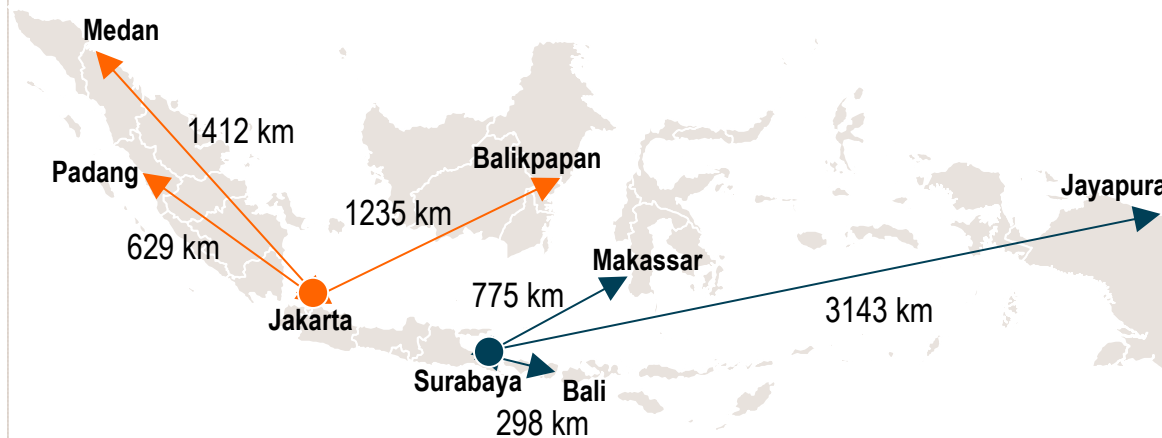 Medan
1412 km
Padang
Balikpapan
Jayapura
1235 km
629 km
Makassar
775 km
3143 km
Jakarta
Surabaya
Bali
298 km